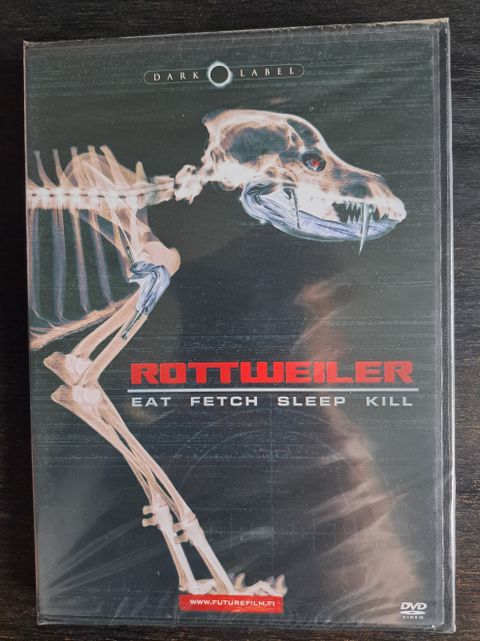 DARK LABEL
ROTTWEILER
EAT FETCH SLEEP KILL
WWW.FUTUREFILM.FI
DVD
VIDEO